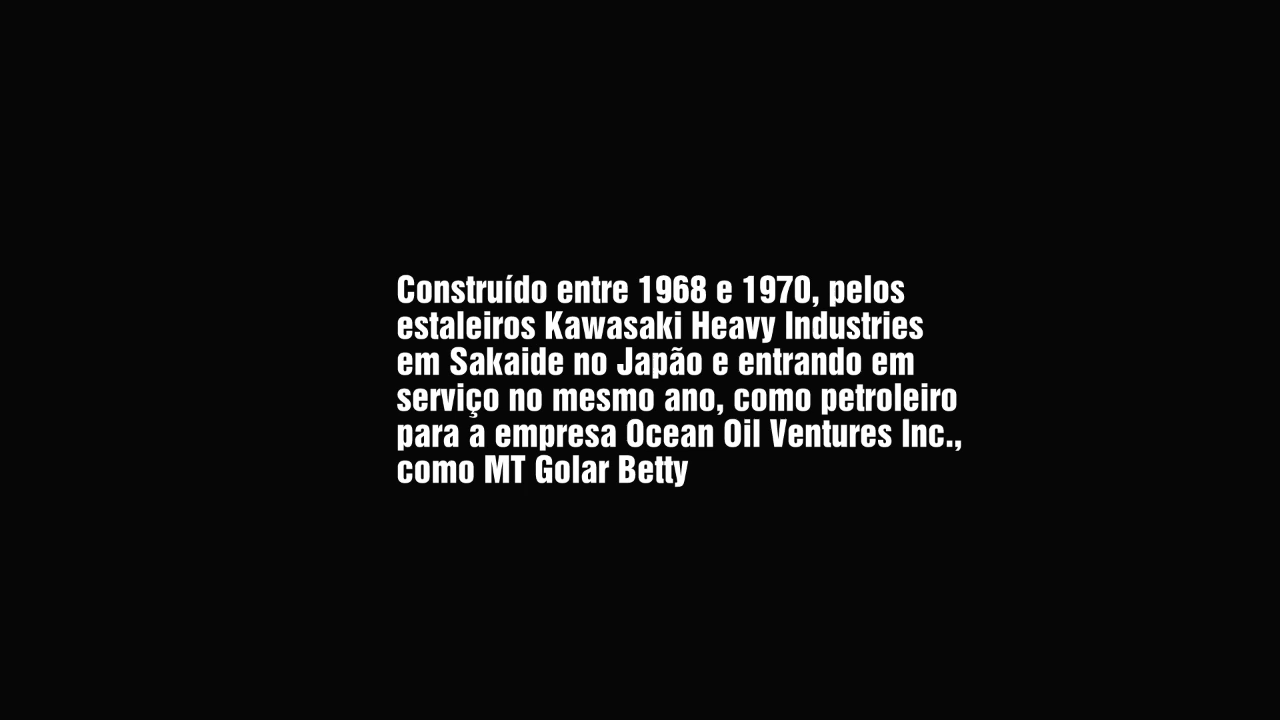 Construído entre 1968 e 1970, pelos
estaleiros Kawasaki Heavy Industries
em Sakaide no Japão e entrando em
serviço no mesmo ano, como petroleiro
para a empresa Ocean Oil Ventures Inc.,
como MT Golar Betty